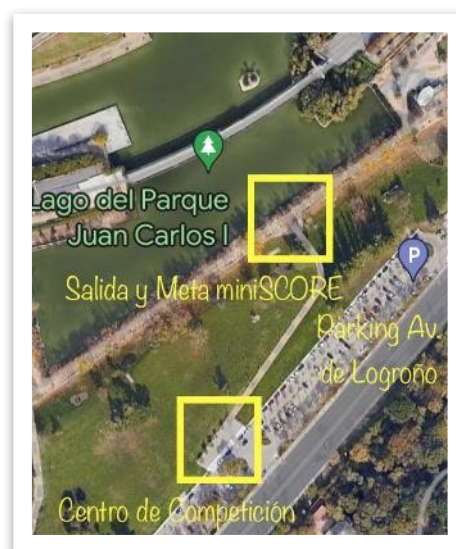 Lago del Parque
Juan Carlos I
Salida y Meta miniSCORE
P
Parking Av.
de Logroño
Centro de Competición